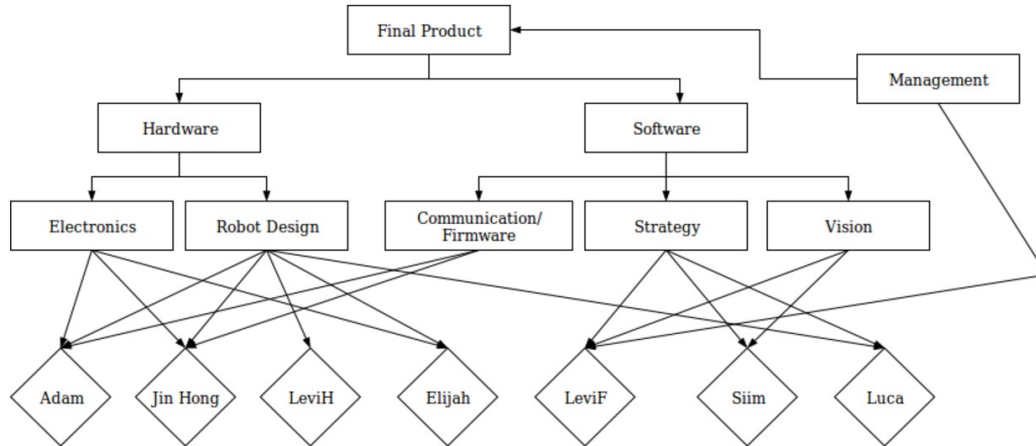 Final Product
Management
Hardware
Software
Electronics
Robot Design
Communication/
Firmware
Strategy
Vision
Adam
Jin Hong
LeviH
Elijah
LeviF
Siim
Luca